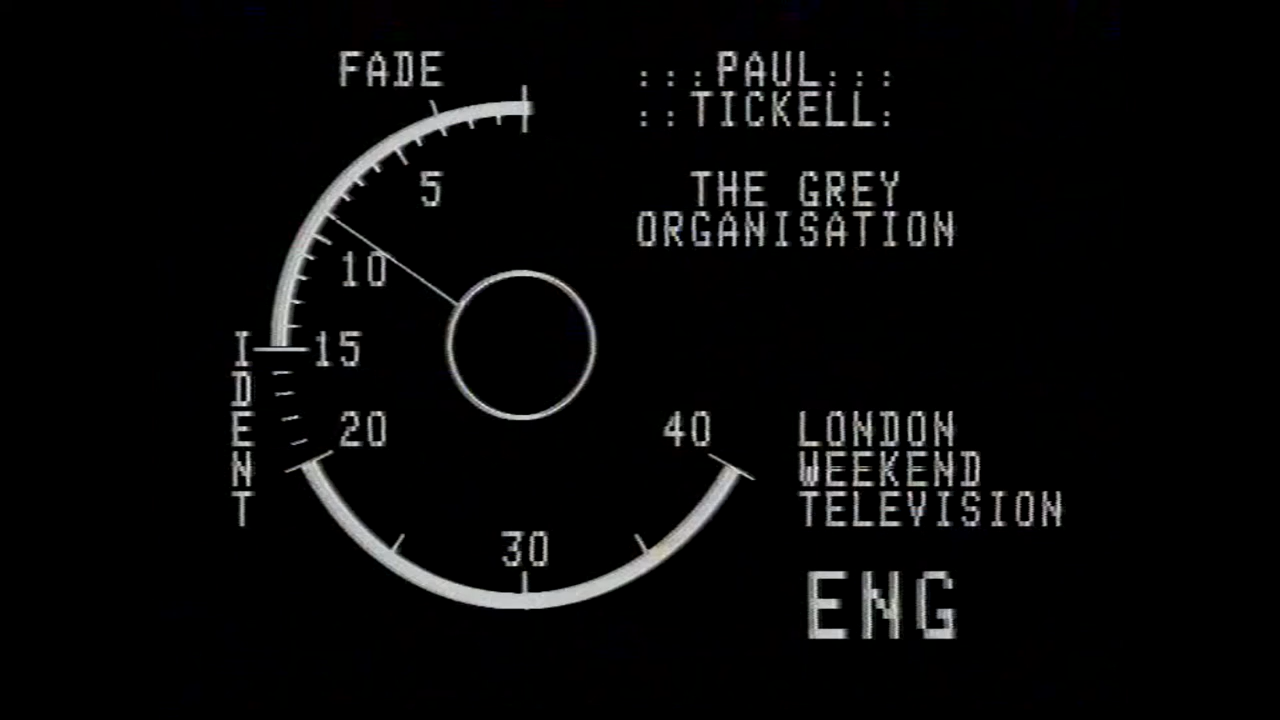 FADE
:::PAUL:::
::TICKELL:
5
THE GREY
ORGANISATION
10
15
IDENT
20
40
LONDON
WEEKEND
TELEVISION
30
ENG